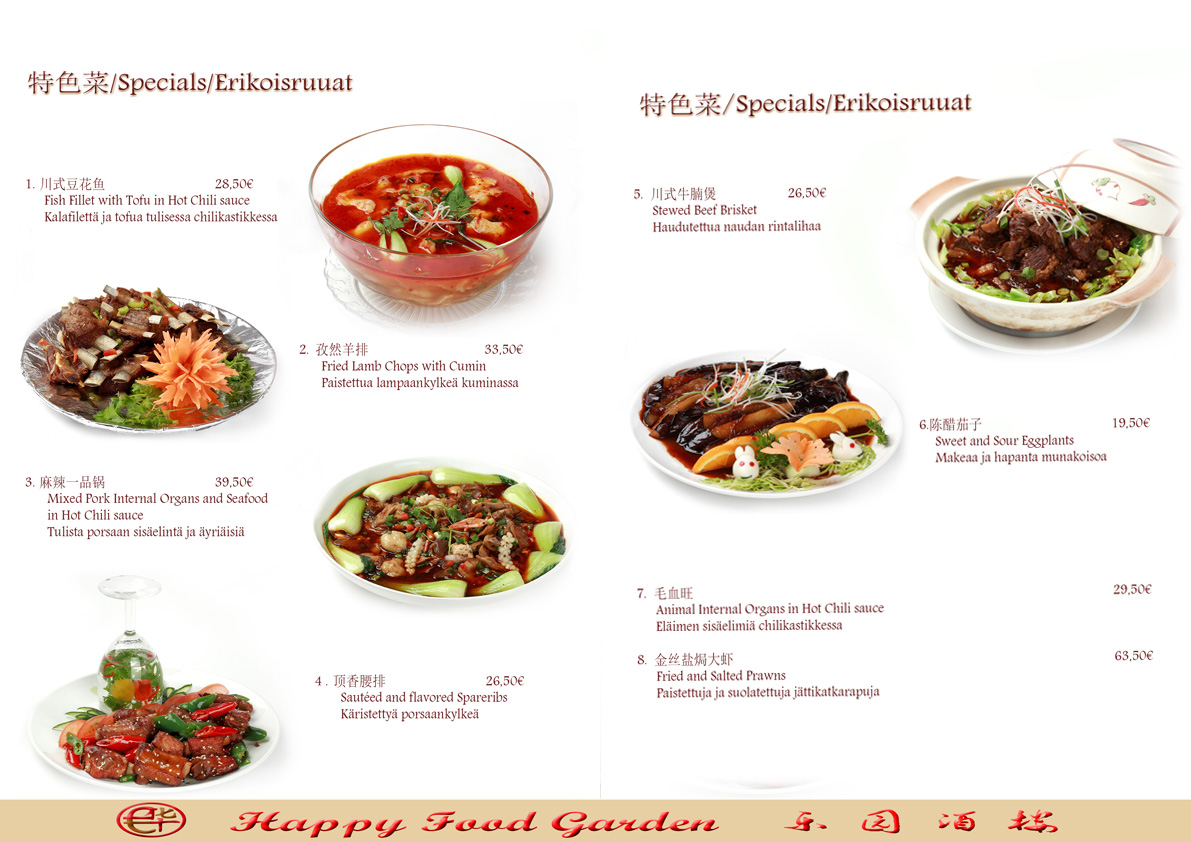 特色菜/Specials/Erikoisruuat
1. 川式豆花鱼 28,50€
Fish Fillet with Tofu in Hot Chili sauce
Kalafilettä ja tofua tulisessa chilikastikkessa
2. 孜然羊排 33,50€
Fried Lamb Chops with Cumin
Paistettua lampaankylkeä kuminassa
3. 麻辣一品锅 39,50€
Mixed Pork Internal Organs and Seafood
in Hot Chili sauce
Tulista porsaan sisäelintä ja äyriäisiä
4 . 顶香腰排 26,50€
Sautéed and flavored Spareribs
Käristettyä porsaankylkeä
特色菜/Specials/Erikoisruuat
5. 川式牛腩煲 26,50€
Stewed Beef Brisket
Haudutettua naudan rintalihaa
6.陈醋茄子 19,50€
Sweet and Sour Eggplants
Makeaa ja hapanta munakoisoa
7. 毛血旺 29,50€
Animal Internal Organs in Hot Chili sauce
Eläimen sisäelimiä chilikastikkessa
8. 金丝盐焗大虾 63,50€
Fried and Salted Prawns
Paistettuja ja suolatettuja jättikatkarapuja
Happy Food Garden 乐园酒楼